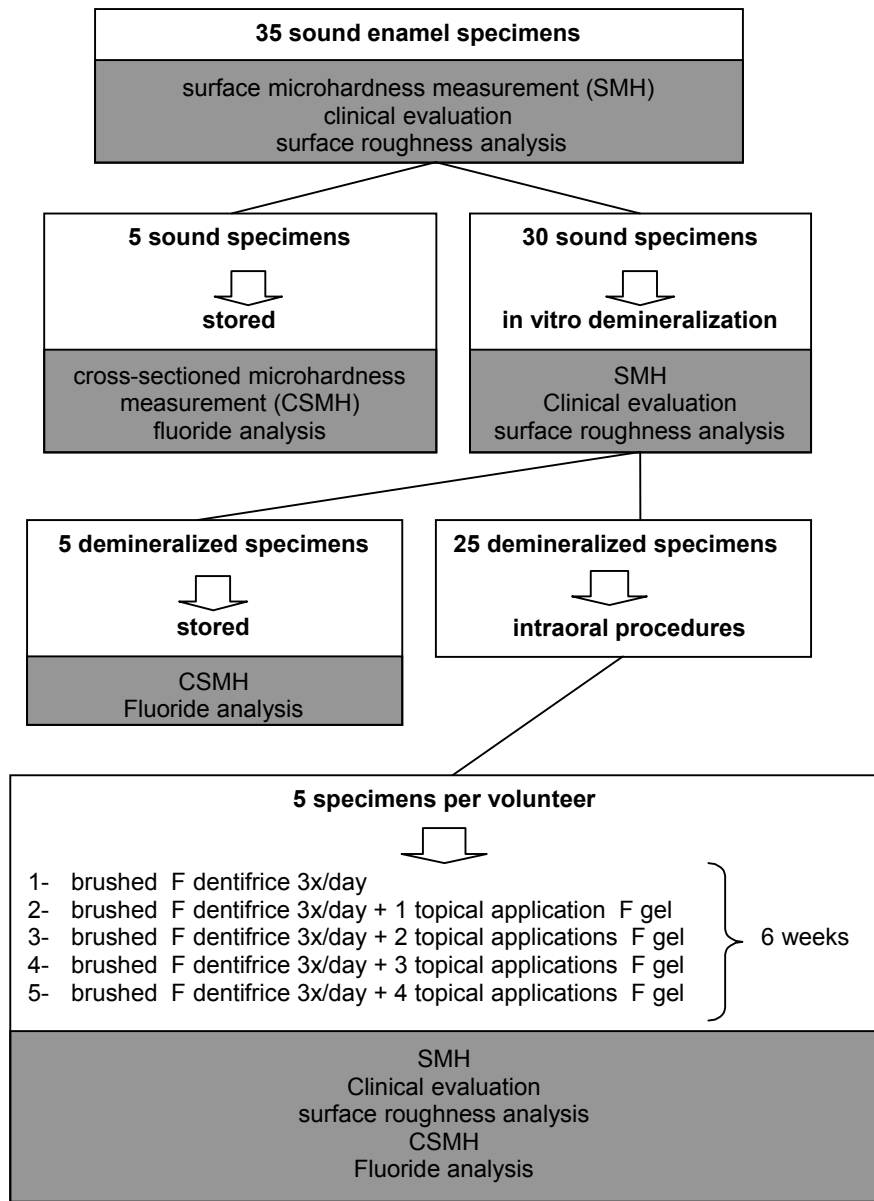 35 sound enamel specimens
surface microhardness measurement (SMH)
clinical evaluation
surface roughness analysis
5 sound specimens
stored
cross-sectioned microhardness
measurement (CSMH)
fluoride analysis
30 sound specimens
in vitro demineralization
SMH
Clinical evaluation
surface roughness analysis
5 demineralized specimens
stored
CSMH
Fluoride analysis
25 demineralized specimens
intraoral procedures
5 specimens per volunteer
1- brushed F dentifrice 3x/day
2- brushed F dentifrice 3x/day + 1 topical application F gel
3- brushed F dentifrice 3x/day + 2 topical applications F gel
4- brushed F dentifrice 3x/day + 3 topical applications F gel
5- brushed F dentifrice 3x/day + 4 topical applications F gel
6 weeks
SMH
Clinical evaluation
surface roughness analysis
CSMH
Fluoride analysis